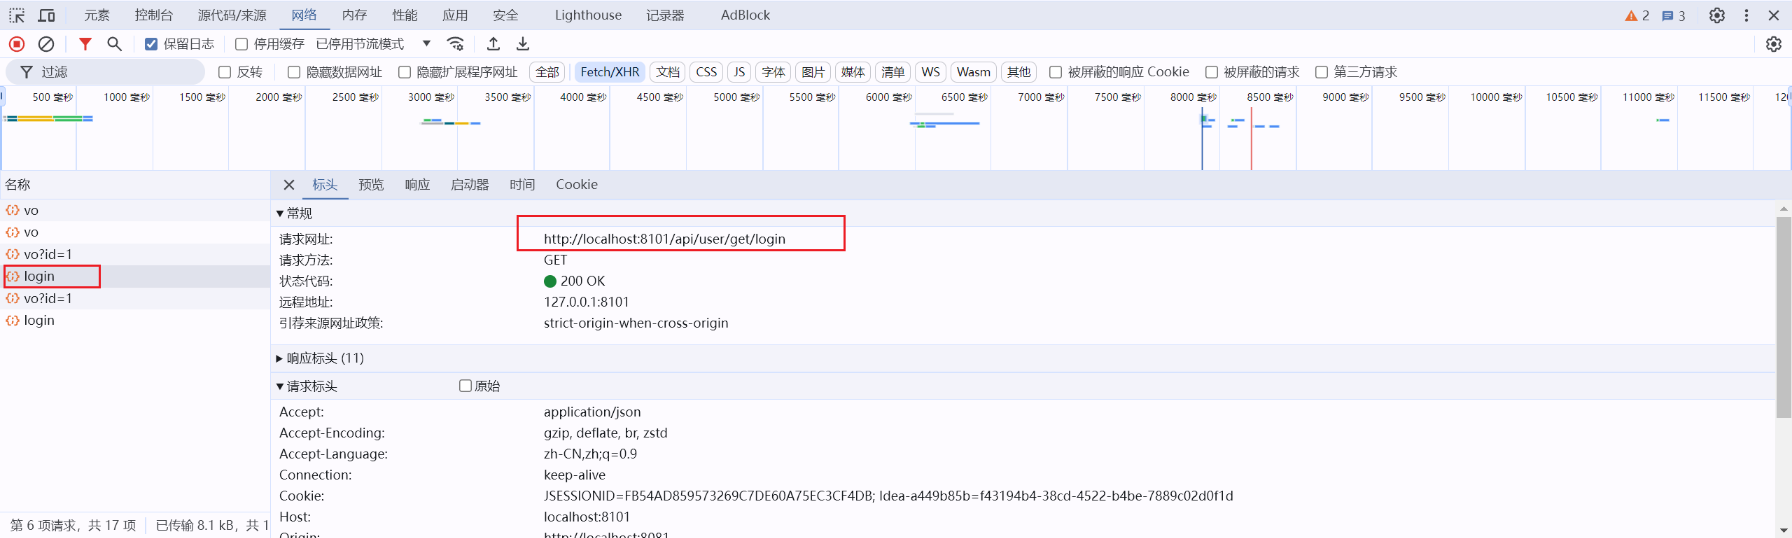 元素 控制台 源代码/来源 网络 内存 性能 应用 安全 Lighthouse 记录器 AdBlock 2 3
保留日志 停用缓存 已停用节流模式
过滤 反转 隐藏数据网址 隐藏扩展程序网址 全部 Fetch/XHR 文档 CSS JS 字体 图片 媒体 清单 WS Wasm 其他 被屏蔽的响应 Cookie 被屏蔽的请求 第三方请求
500 毫秒 1000 毫秒 1500 毫秒 2000 毫秒 2500 毫秒 3000 毫秒 3500 毫秒 4000 毫秒 4500 毫秒 5000 毫秒 5500 毫秒 6000 毫秒 6500 毫秒 7000 毫秒 7500 毫秒 8000 毫秒 8500 毫秒 9000 毫秒 9500 毫秒 10000 毫秒 10500 毫秒 11000 毫秒 11500 毫秒
名称
vo
vo
vo?id=1
login
vo?id=1
login
第 6 项请求，共 17 项 已传输 8.1 kB，共 1
标头 预览 响应 启动器 时间 Cookie
常规
请求网址: http://localhost:8101/api/user/get/login
请求方法: GET
状态代码: 200 OK
远程地址: 127.0.0.1:8101
引荐来源网址政策: strict-origin-when-cross-origin
响应标头 (11)
请求标头 原始
Accept: application/json
Accept-Encoding: gzip, deflate, br, zstd
Accept-Language: zh-CN,zh;q=0.9
Connection: keep-alive
Cookie: JSESSIONID=FB54AD859573269C7DE60A75EC3CF4DB; Idea-a449b85b=f43194b4-38cd-4522-b4be-7889c02d0f1d
Host: localhost:8101
Origin: http://localhost:8081